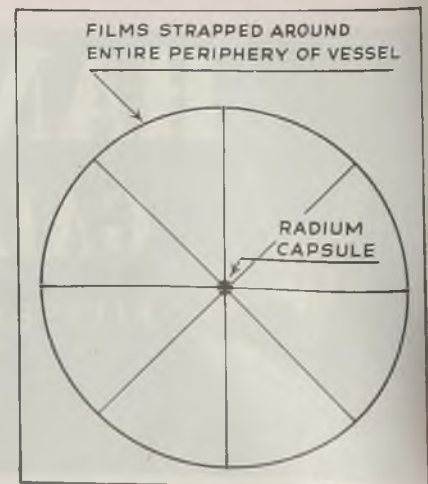 FILMS STRAPPED AROUND
ENTIRE PERIPHERY OF VESSEL
RADIUM
CAPSULE